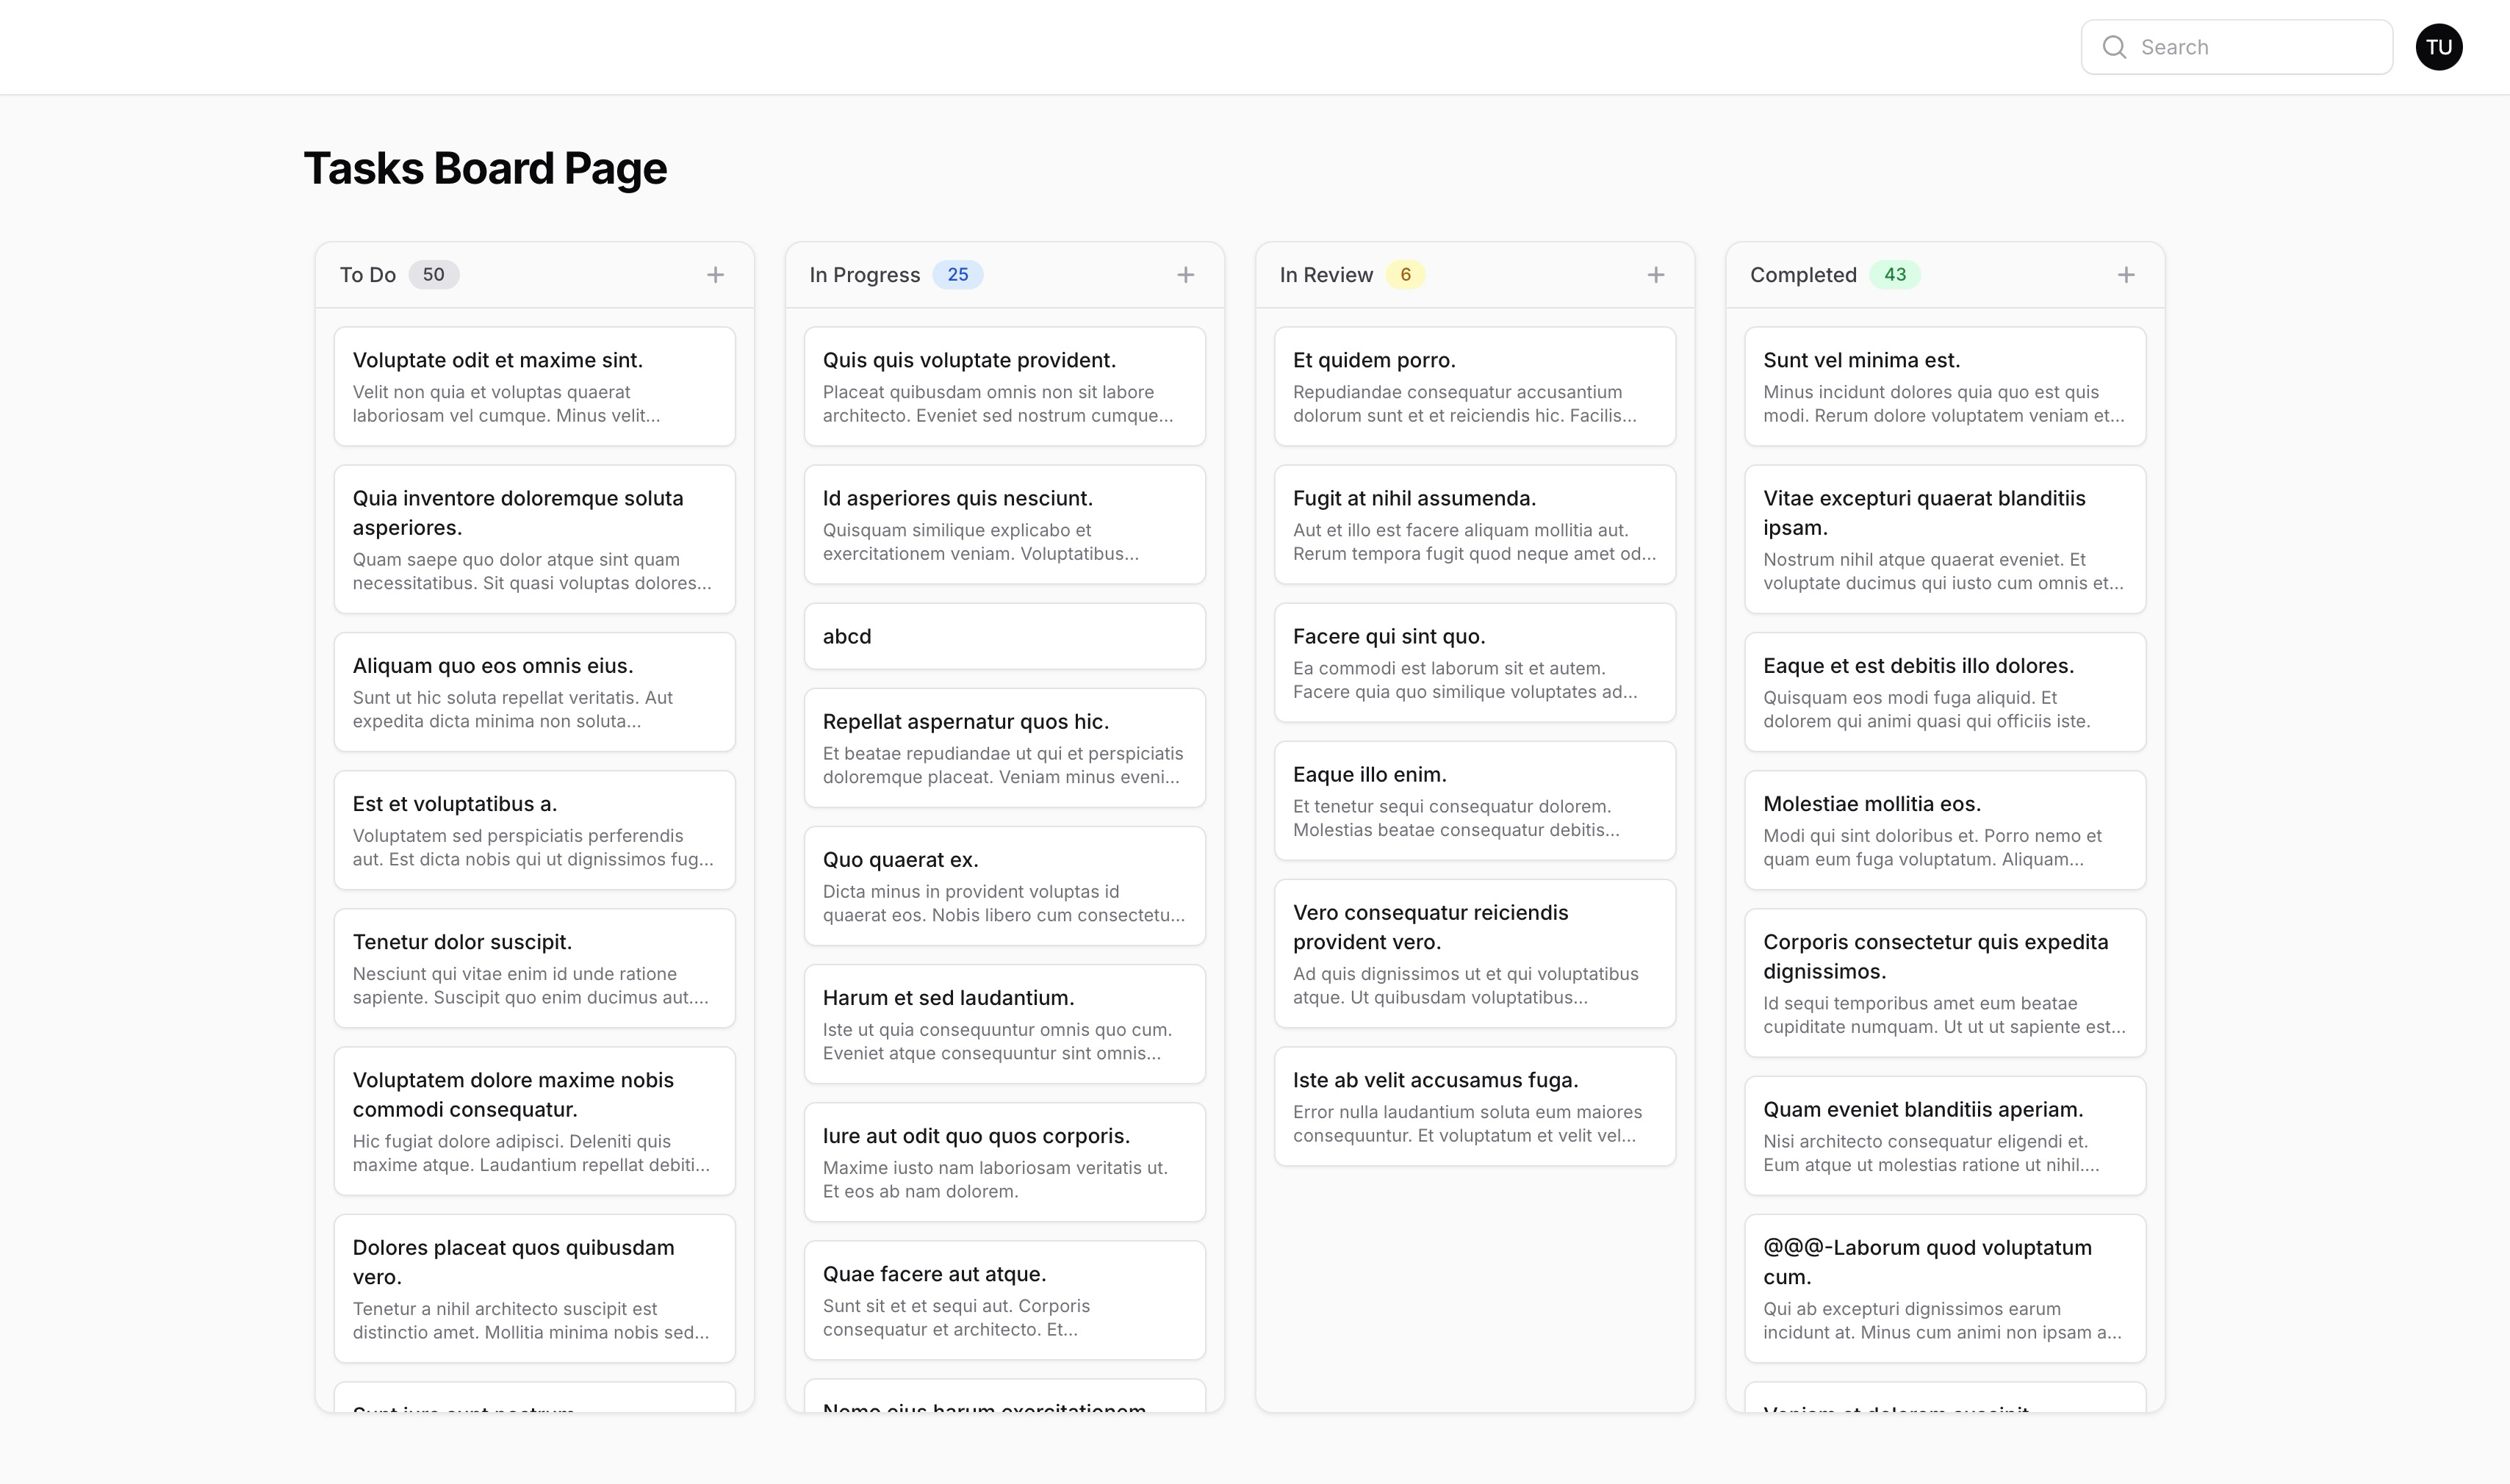 Search
TU
Tasks Board Page
To Do 50
Voluptate odit et maxime sint.
Velit non quia et voluptas quaerat
laboriosam vel cumque. Minus velit...
Quia inventore doloremque soluta
asperiores.
Quam saepe quo dolor atque sint quam
necessitatibus. Sit quasi voluptas dolores...
Aliquam quo eos omnis eius.
Sunt ut hic soluta repellat veritatis. Aut
expedita dicta minima non soluta...
Est et voluptatibus a.
Voluptatem sed perspiciatis perferendis
aut. Est dicta nobis qui ut dignissimos fug...
Tenetur dolor suscipit.
Nesciunt qui vitae enim id unde ratione
sapiente. Suscipit quo enim ducimus aut....
Voluptatem dolore maxime nobis
commodi consequatur.
Hic fugiat dolore adipisci. Deleniti quis
maxime atque. Laudantium repellat debiti...
Dolores placeat quos quibusdam
vero.
Tenetur a nihil architecto suscipit est
distinctio amet. Mollitia minima nobis sed...
In Progress 25
Quis quis voluptate provident.
Placeat quibusdam omnis non sit labore
architecto. Eveniet sed nostrum cumque...
Id asperiores quis nesciunt.
Quisquam similique explicabo et
exercitationem veniam. Voluptatibus...
abcd
Repellat aspernatur quos hic.
Et beatae repudiandae ut qui et perspiciatis
doloremque placeat. Veniam minus eveni...
Quo quaerat ex.
Dicta minus in provident voluptas id
quaerat eos. Nobis libero cum consectetu...
Harum et sed laudantium.
Iste ut quia consequuntur omnis quo cum.
Eveniet atque consequuntur sint omnis...
Iure aut odit quo quos corporis.
Maxime iusto nam laboriosam veritatis ut.
Et eos ab nam dolorem.
Quae facere aut atque.
Sunt sit et et sequi aut. Corporis
consequatur et architecto. Et...
Nemo eius harum exercitationem
In Review 6
Et quidem porro.
Repudiandae consequatur accusantium
dolorum sunt et et reiciendis hic. Facilis...
Fugit at nihil assumenda.
Aut et illo est facere aliquam mollitia aut.
Rerum tempora fugit quod neque amet od...
Facere qui sint quo.
Ea commodi est laborum sit et autem.
Facere quia quo similique voluptates ad...
Eaque illo enim.
Et tenetur sequi consequatur dolorem.
Molestias beatae consequatur debitis...
Vero consequatur reiciendis
provident vero.
Ad quis dignissimos ut et qui voluptatibus
atque. Ut quibusdam voluptatibus...
Iste ab velit accusamus fuga.
Error nulla laudantium soluta eum maiores
consequuntur. Et voluptatum et velit vel...
Completed 43
Sunt vel minima est.
Minus incidunt dolores quia quo est quis
modi. Rerum dolore voluptatem veniam et...
Vitae excepturi quaerat blanditiis
ipsam.
Nostrum nihil atque quaerat eveniet. Et
voluptate ducimus qui iusto cum omnis et...
Eaque et est debitis illo dolores.
Quisquam eos modi fuga aliquid. Et
dolorem qui animi quasi qui officiis iste.
Molestiae mollitia eos.
Modi qui sint doloribus et. Porro nemo et
quam eum fuga voluptatum. Aliquam...
Corporis consectetur quis expedita
dignissimos.
Id sequi temporibus amet eum beatae
cupiditate numquam. Ut ut ut sapiente est...
Quam eveniet blanditiis aperiam.
Nisi architecto consequatur eligendi et.
Eum atque ut molestias ratione ut nihil....
@@@-Laborum quod voluptatum
cum.
Qui ab excepturi dignissimos earum
incidunt at. Minus cum animi non ipsam a...